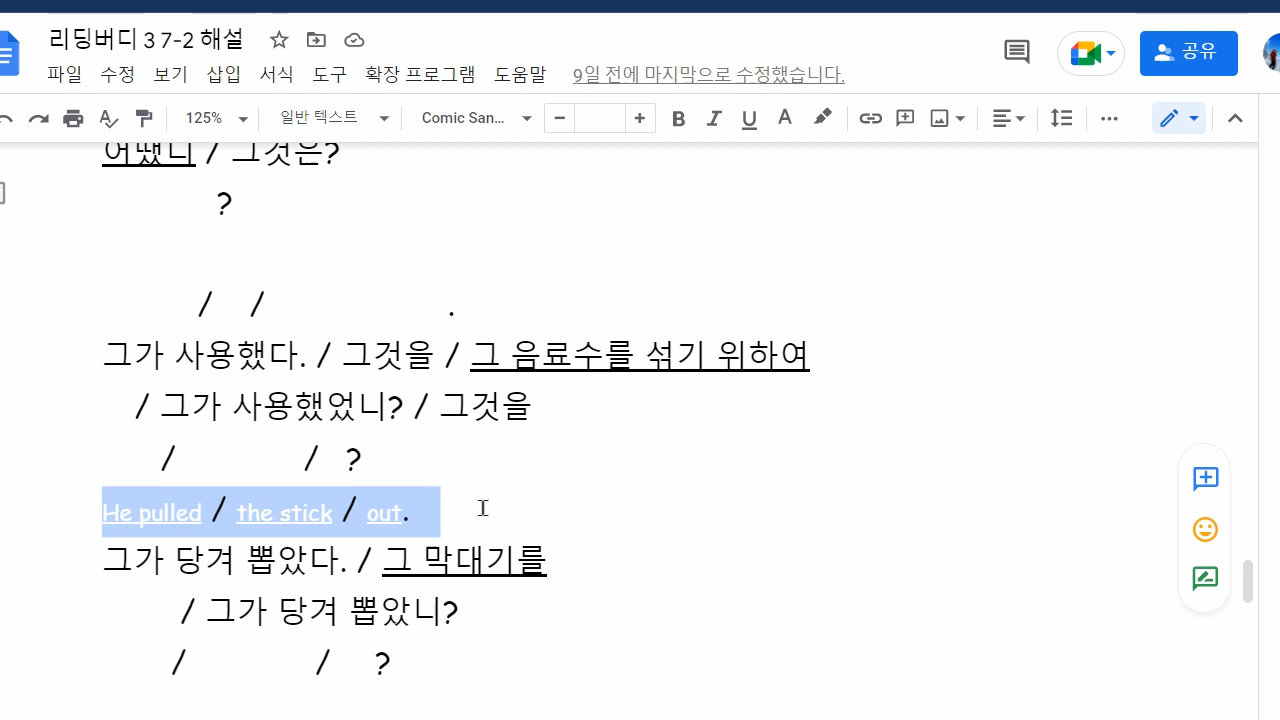 리딩버디 3 7-2 해설
파일 수정 보기 삽입 서식 도구 확장 프로그램 도움말 9일 전에 마지막으로 수정했습니다.
공유
125% 일반 텍스트 Comic San... − + B I U A
어땠니 / 그것은?
?
/ / .
그가 사용했다. / 그것을 / 그 음료수를 섞기 위하여
/ 그가 사용했었니? / 그것을
/ / ?
He pulled / the stick / out.
그가 당겨 뽑았다. / 그 막대기를
/ 그가 당겨 뽑았니?
/ / ?